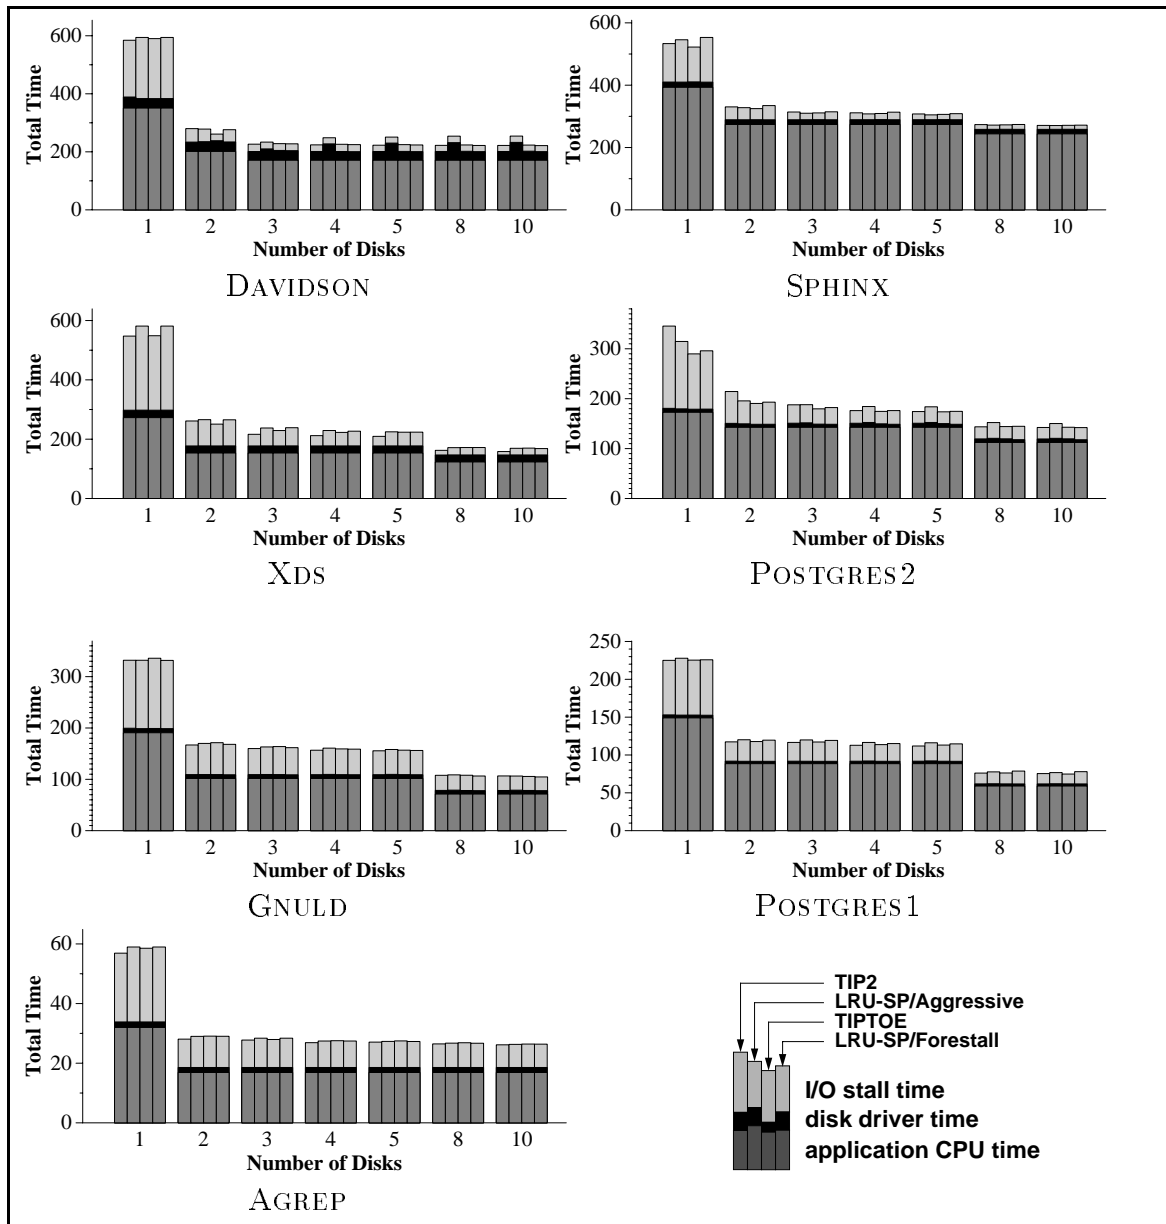 Total Time
600
400
200
0
1 2 3 4 5 8 10
Number of Disks
DAVIDSON
Total Time
600
400
200
0
1 2 3 4 5 8 10
Number of Disks
SPHINX
Total Time
600
400
200
0
1 2 3 4 5 8 10
Number of Disks
XDS
Total Time
300
200
100
0
1 2 3 4 5 8 10
Number of Disks
POSTGRES2
Total Time
300
200
100
0
1 2 3 4 5 8 10
Number of Disks
GNULD
Total Time
250
200
150
100
50
0
1 2 3 4 5 8 10
Number of Disks
POSTGRES1
Total Time
60
40
20
0
1 2 3 4 5 8 10
Number of Disks
AGREP
TIP2
LRU-SP/Aggressive
TIPTOE
LRU-SP/Forestall
I/O stall time
disk driver time
application CPU time